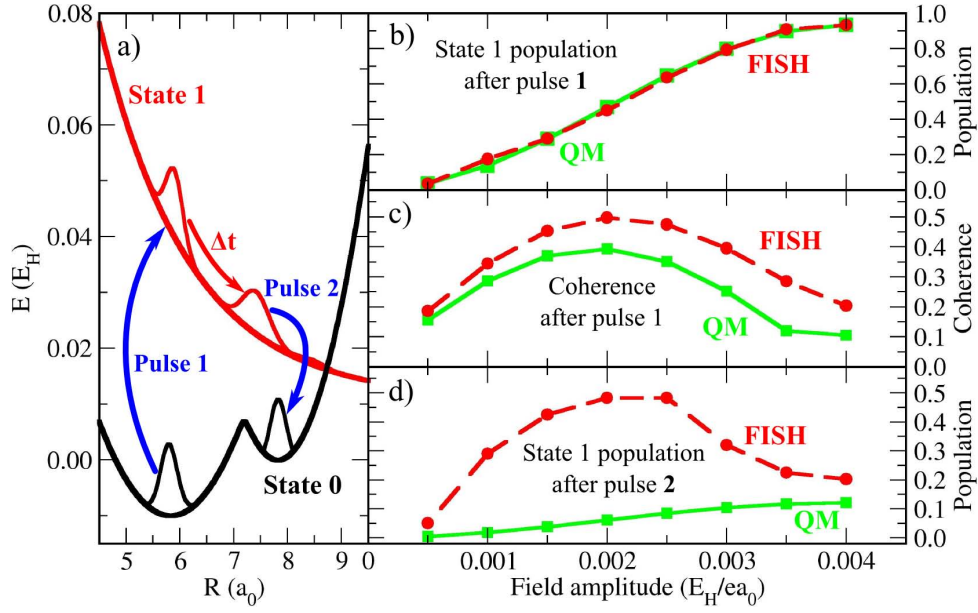 a)
State 1
Δt
Pulse 2
Pulse 1
State 0
0.08
0.06
0.04
0.02
0.00
E (E_H)
5
6
7
8
9
R (a_0)
b)
State 1 population
after pulse 1
FISH
QM
1.0
0.8
0.6
0.4
0.2
0.0
Population
c)
FISH
Coherence
after pulse 1
QM
0.5
0.4
0.3
0.2
0.1
0.0
Coherence
d)
FISH
State 1 population
after pulse 2
QM
0.5
0.4
0.3
0.2
0.1
0.0
Population
0
0.001
0.002
0.003
0.004
Field amplitude (E_H/ea_0)